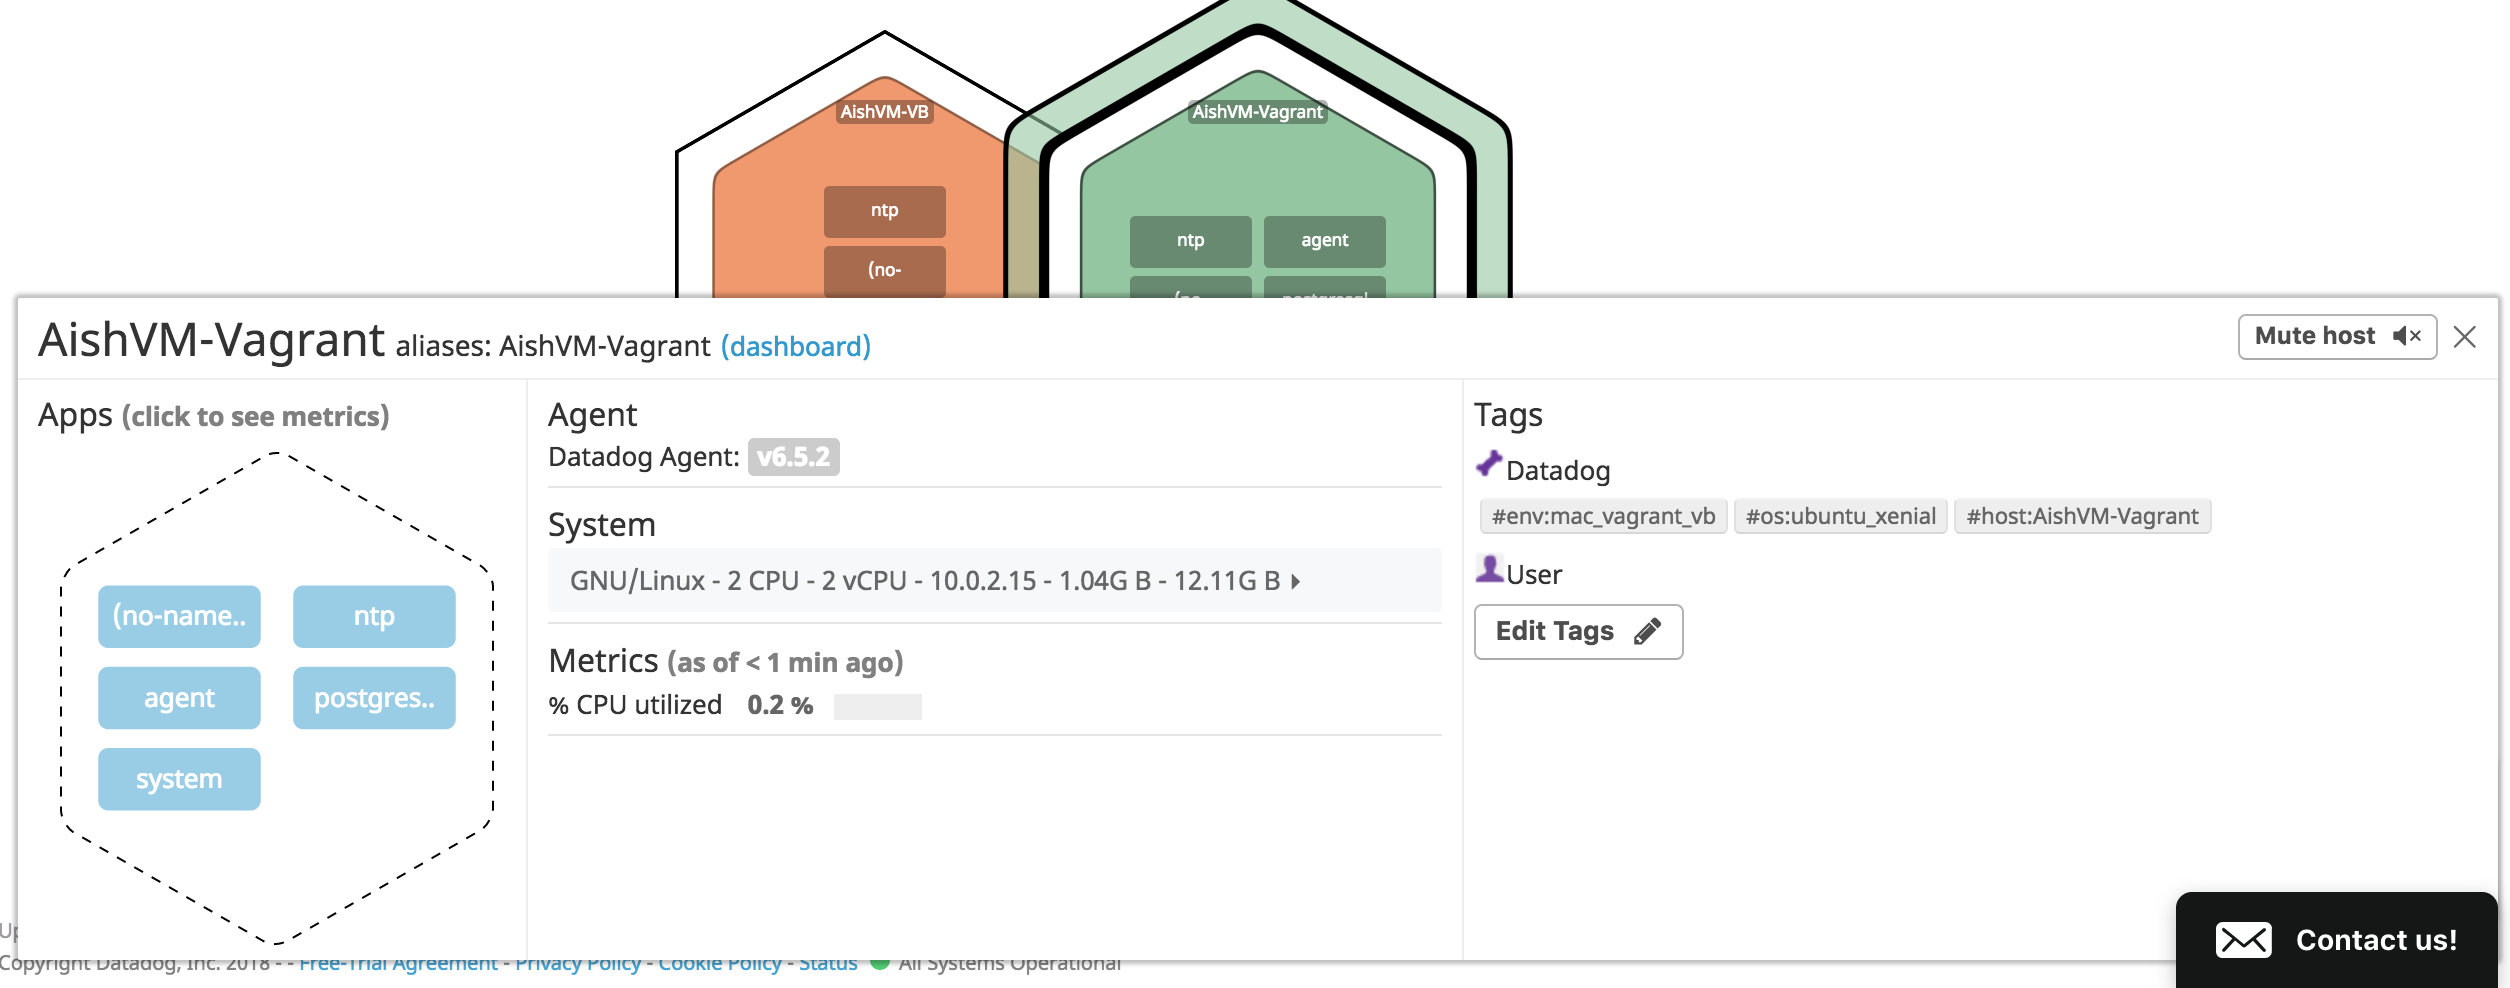 AishVM-VB
AishVM-Vagrant
ntp
(no-
ntp
agent
AishVM-Vagrant aliases: AishVM-Vagrant (dashboard)
Mute host
Apps (click to see metrics)
(no-name..
ntp
agent
postgres..
system
Agent
Datadog Agent: v6.5.2
System
GNU/Linux - 2 CPU - 2 vCPU - 10.0.2.15 - 1.04G B - 12.11G B
Metrics (as of < 1 min ago)
% CPU utilized 0.2 %
Tags
Datadog
#env:mac_vagrant_vb #os:ubuntu_xenial #host:AishVM-Vagrant
User
Edit Tags
Contact us!
Copyright Datadog, Inc. 2018 - - Free-Trial Agreement - Privacy Policy - Cookie Policy - Status All Systems Operational